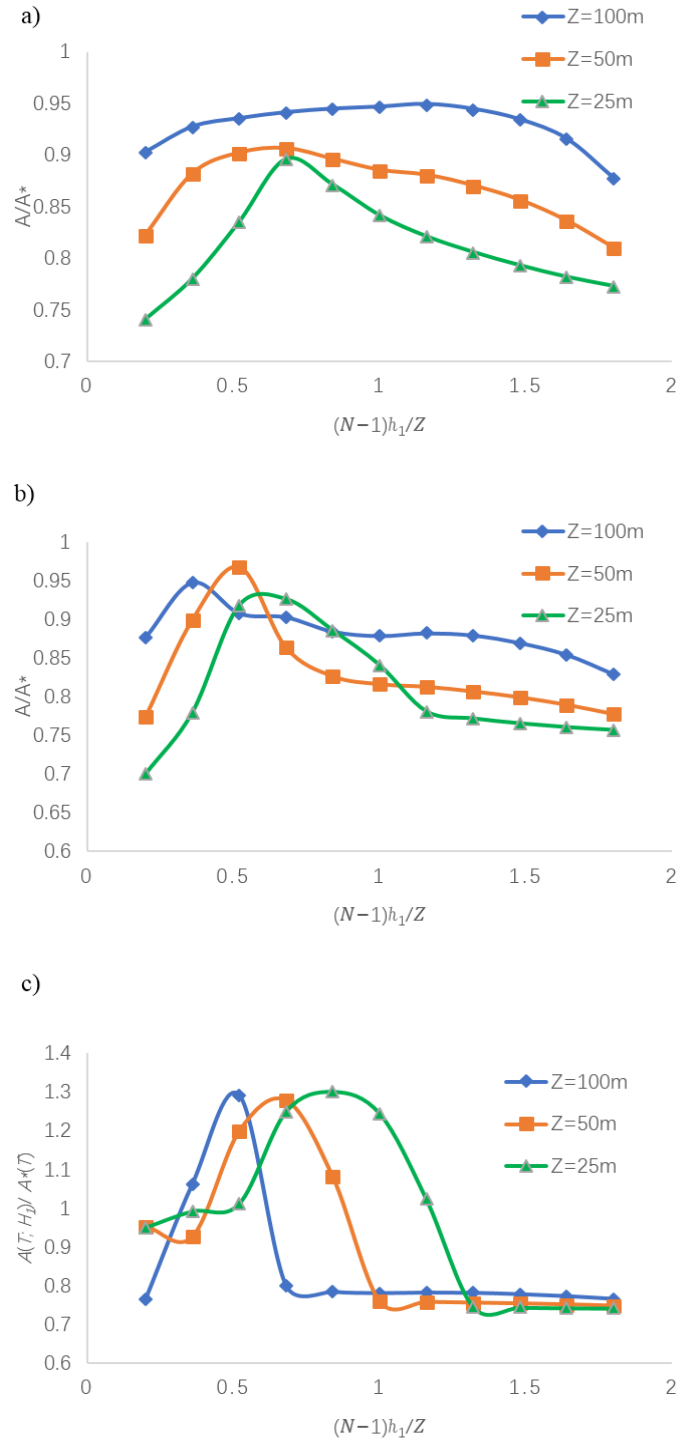 a)
1
0.95
0.9
0.85
0.8
0.75
0.7
A/A*
Z=100m
Z=50m
Z=25m
0 0.5 1 1.5 2
(N−1)h₁/Z
b)
1
0.95
0.9
0.85
0.8
0.75
0.7
0.65
0.6
A/A*
Z=100m
Z=50m
Z=25m
0 0.5 1 1.5 2
(N−1)h₁/Z
c)
1.4
1.3
1.2
1.1
1
0.9
0.8
0.7
0.6
A(T; H₁)/ A*(T)
Z=100m
Z=50m
Z=25m
0 0.5 1 1.5 2
(N−1)h₁/Z